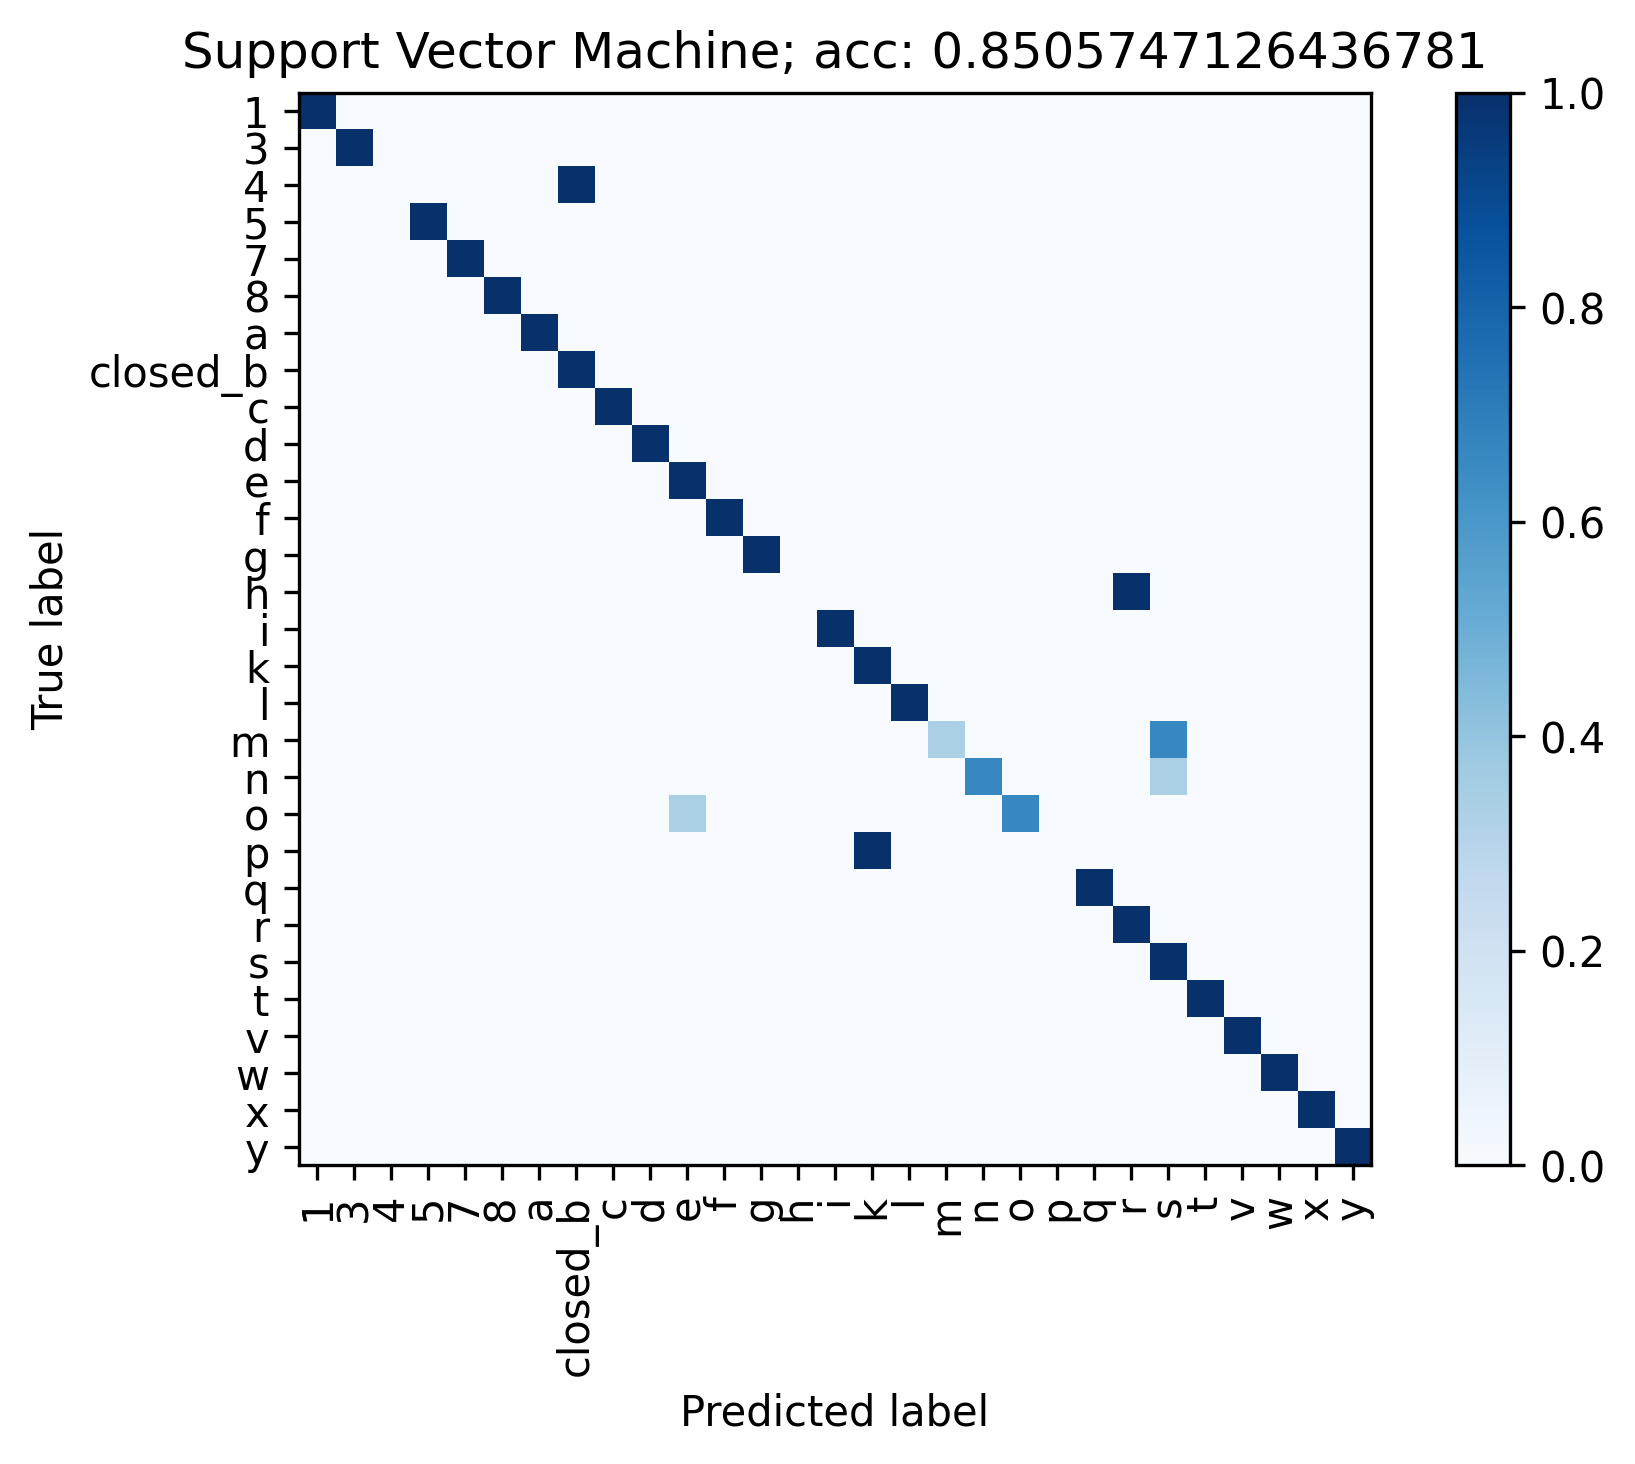 Support Vector Machine; acc: 0.8505747126436781
1
3
4
5
7
8
a
closed_b
c
d
e
f
g
h
i
k
l
m
n
o
p
q
r
s
t
v
w
x
y
True label
1 3 4 5 7 8 a closed_b c d e f g h i k l m n o p q r s t v w x y
Predicted label
1.0
0.8
0.6
0.4
0.2
0.0